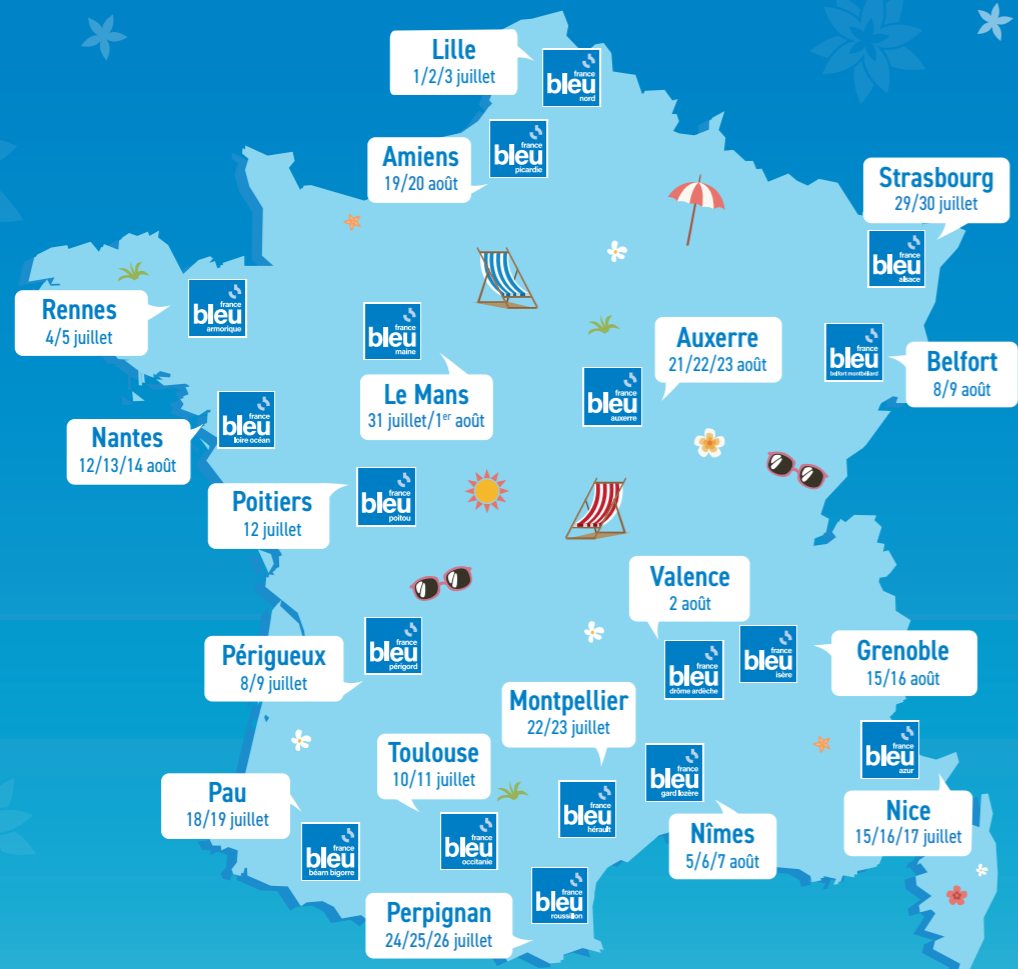 Lille
1/2/3 juillet
france
bleu
nord
Amiens
19/20 août
france
bleu
picardie
Strasbourg
29/30 juillet
france
bleu
alsace
Rennes
4/5 juillet
france
bleu
armorique
france
bleu
maine
Le Mans
31 juillet/1er août
Auxerre
21/22/23 août
france
bleu
auxerre
france
bleu
belfort montbéliard
Belfort
8/9 août
Nantes
12/13/14 août
france
bleu
loire océan
Poitiers
12 juillet
france
bleu
poitou
Valence
2 août
france
bleu
drôme ardèche
france
bleu
isère
Grenoble
15/16 août
Périgueux
8/9 juillet
france
bleu
périgord
Montpellier
22/23 juillet
france
bleu
hérault
Toulouse
10/11 juillet
france
bleu
occitanie
france
bleu
gard lozère
Nîmes
5/6/7 août
france
bleu
azur
Nice
15/16/17 juillet
Pau
18/19 juillet
france
bleu
béarn bigorre
Perpignan
24/25/26 juillet
france
bleu
roussillon